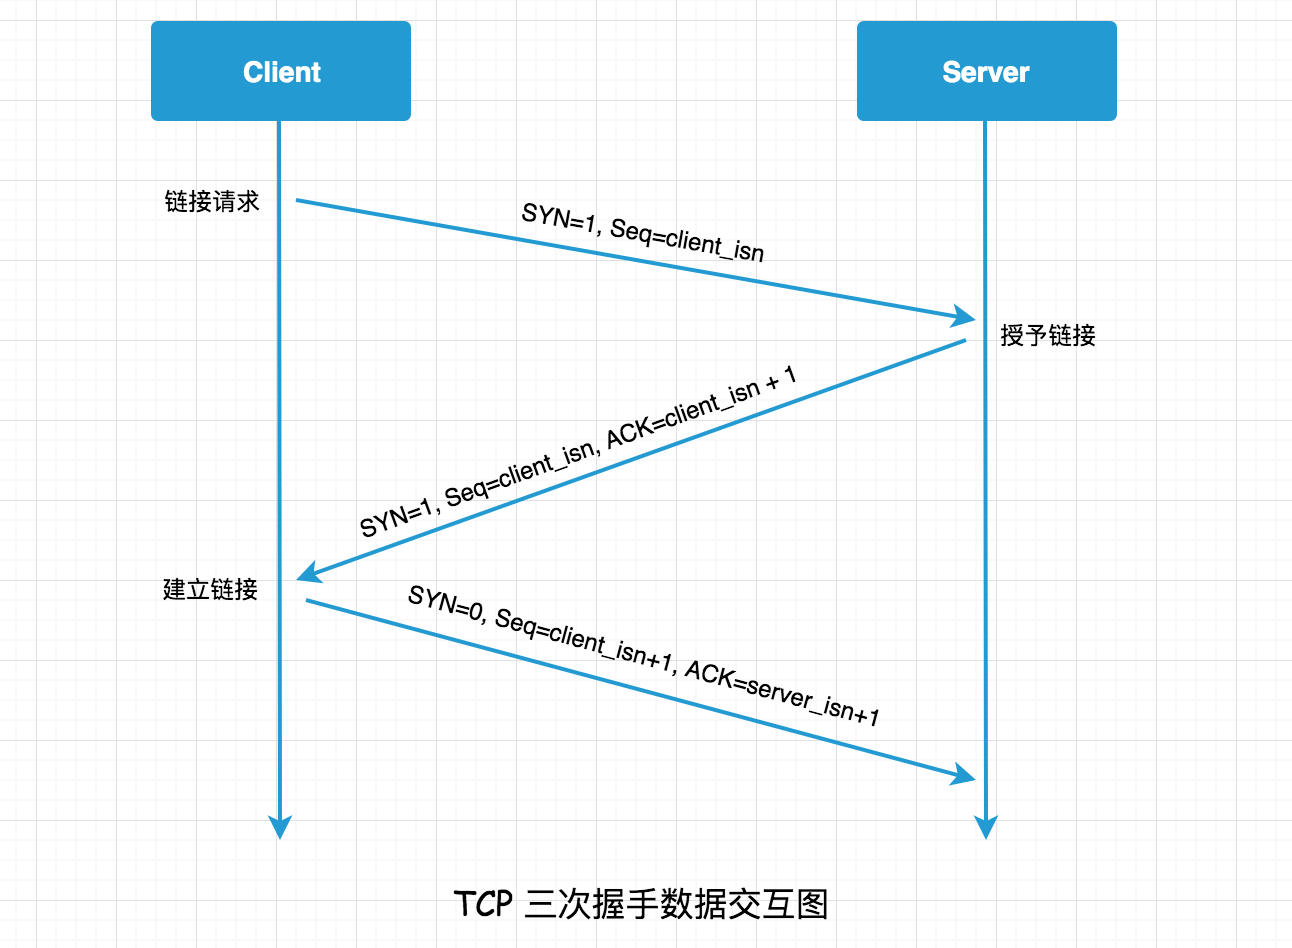 Client
Server
链接请求
SYN=1, Seq=client_isn
授予链接
SYN=1, Seq=client_isn, ACK=client_isn + 1
建立链接
SYN=0, Seq=client_isn+1, ACK=server_isn+1
TCP 三次握手数据交互图